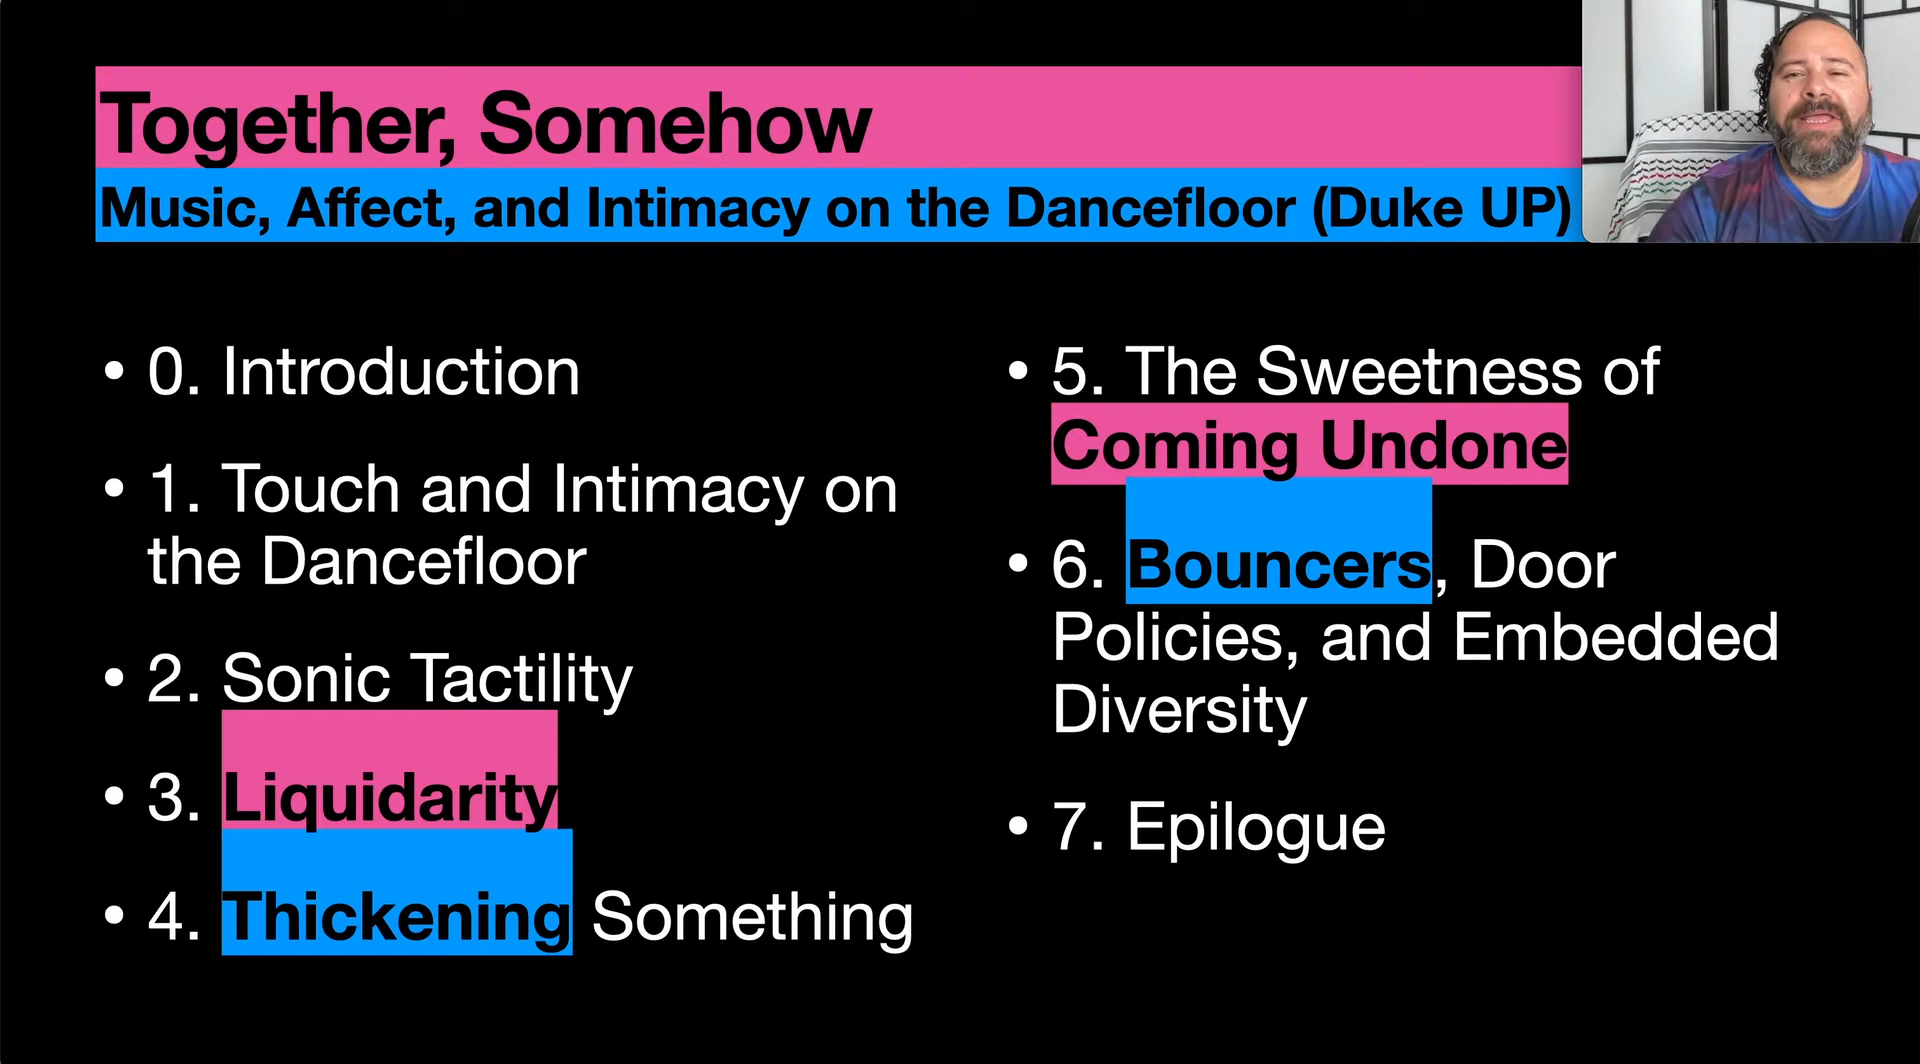 Together, Somehow
Music, Affect, and Intimacy on the Dancefloor (Duke UP)
• 0. Introduction
• 1. Touch and Intimacy on
the Dancefloor
• 2. Sonic Tactility
• 3. Liquidarity
• 4. Thickening Something
• 5. The Sweetness of
Coming Undone
• 6. Bouncers, Door
Policies, and Embedded
Diversity
• 7. Epilogue